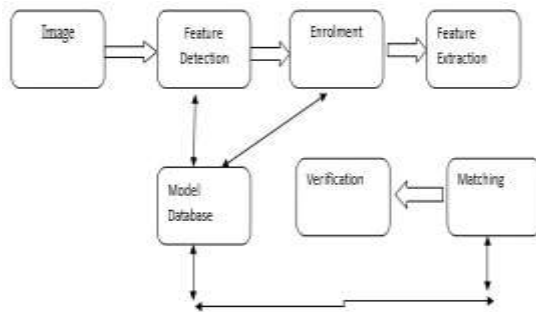 Image
Feature
Detection
Enrolment
Feature
Extraction
Model
Database
Verification
Matching